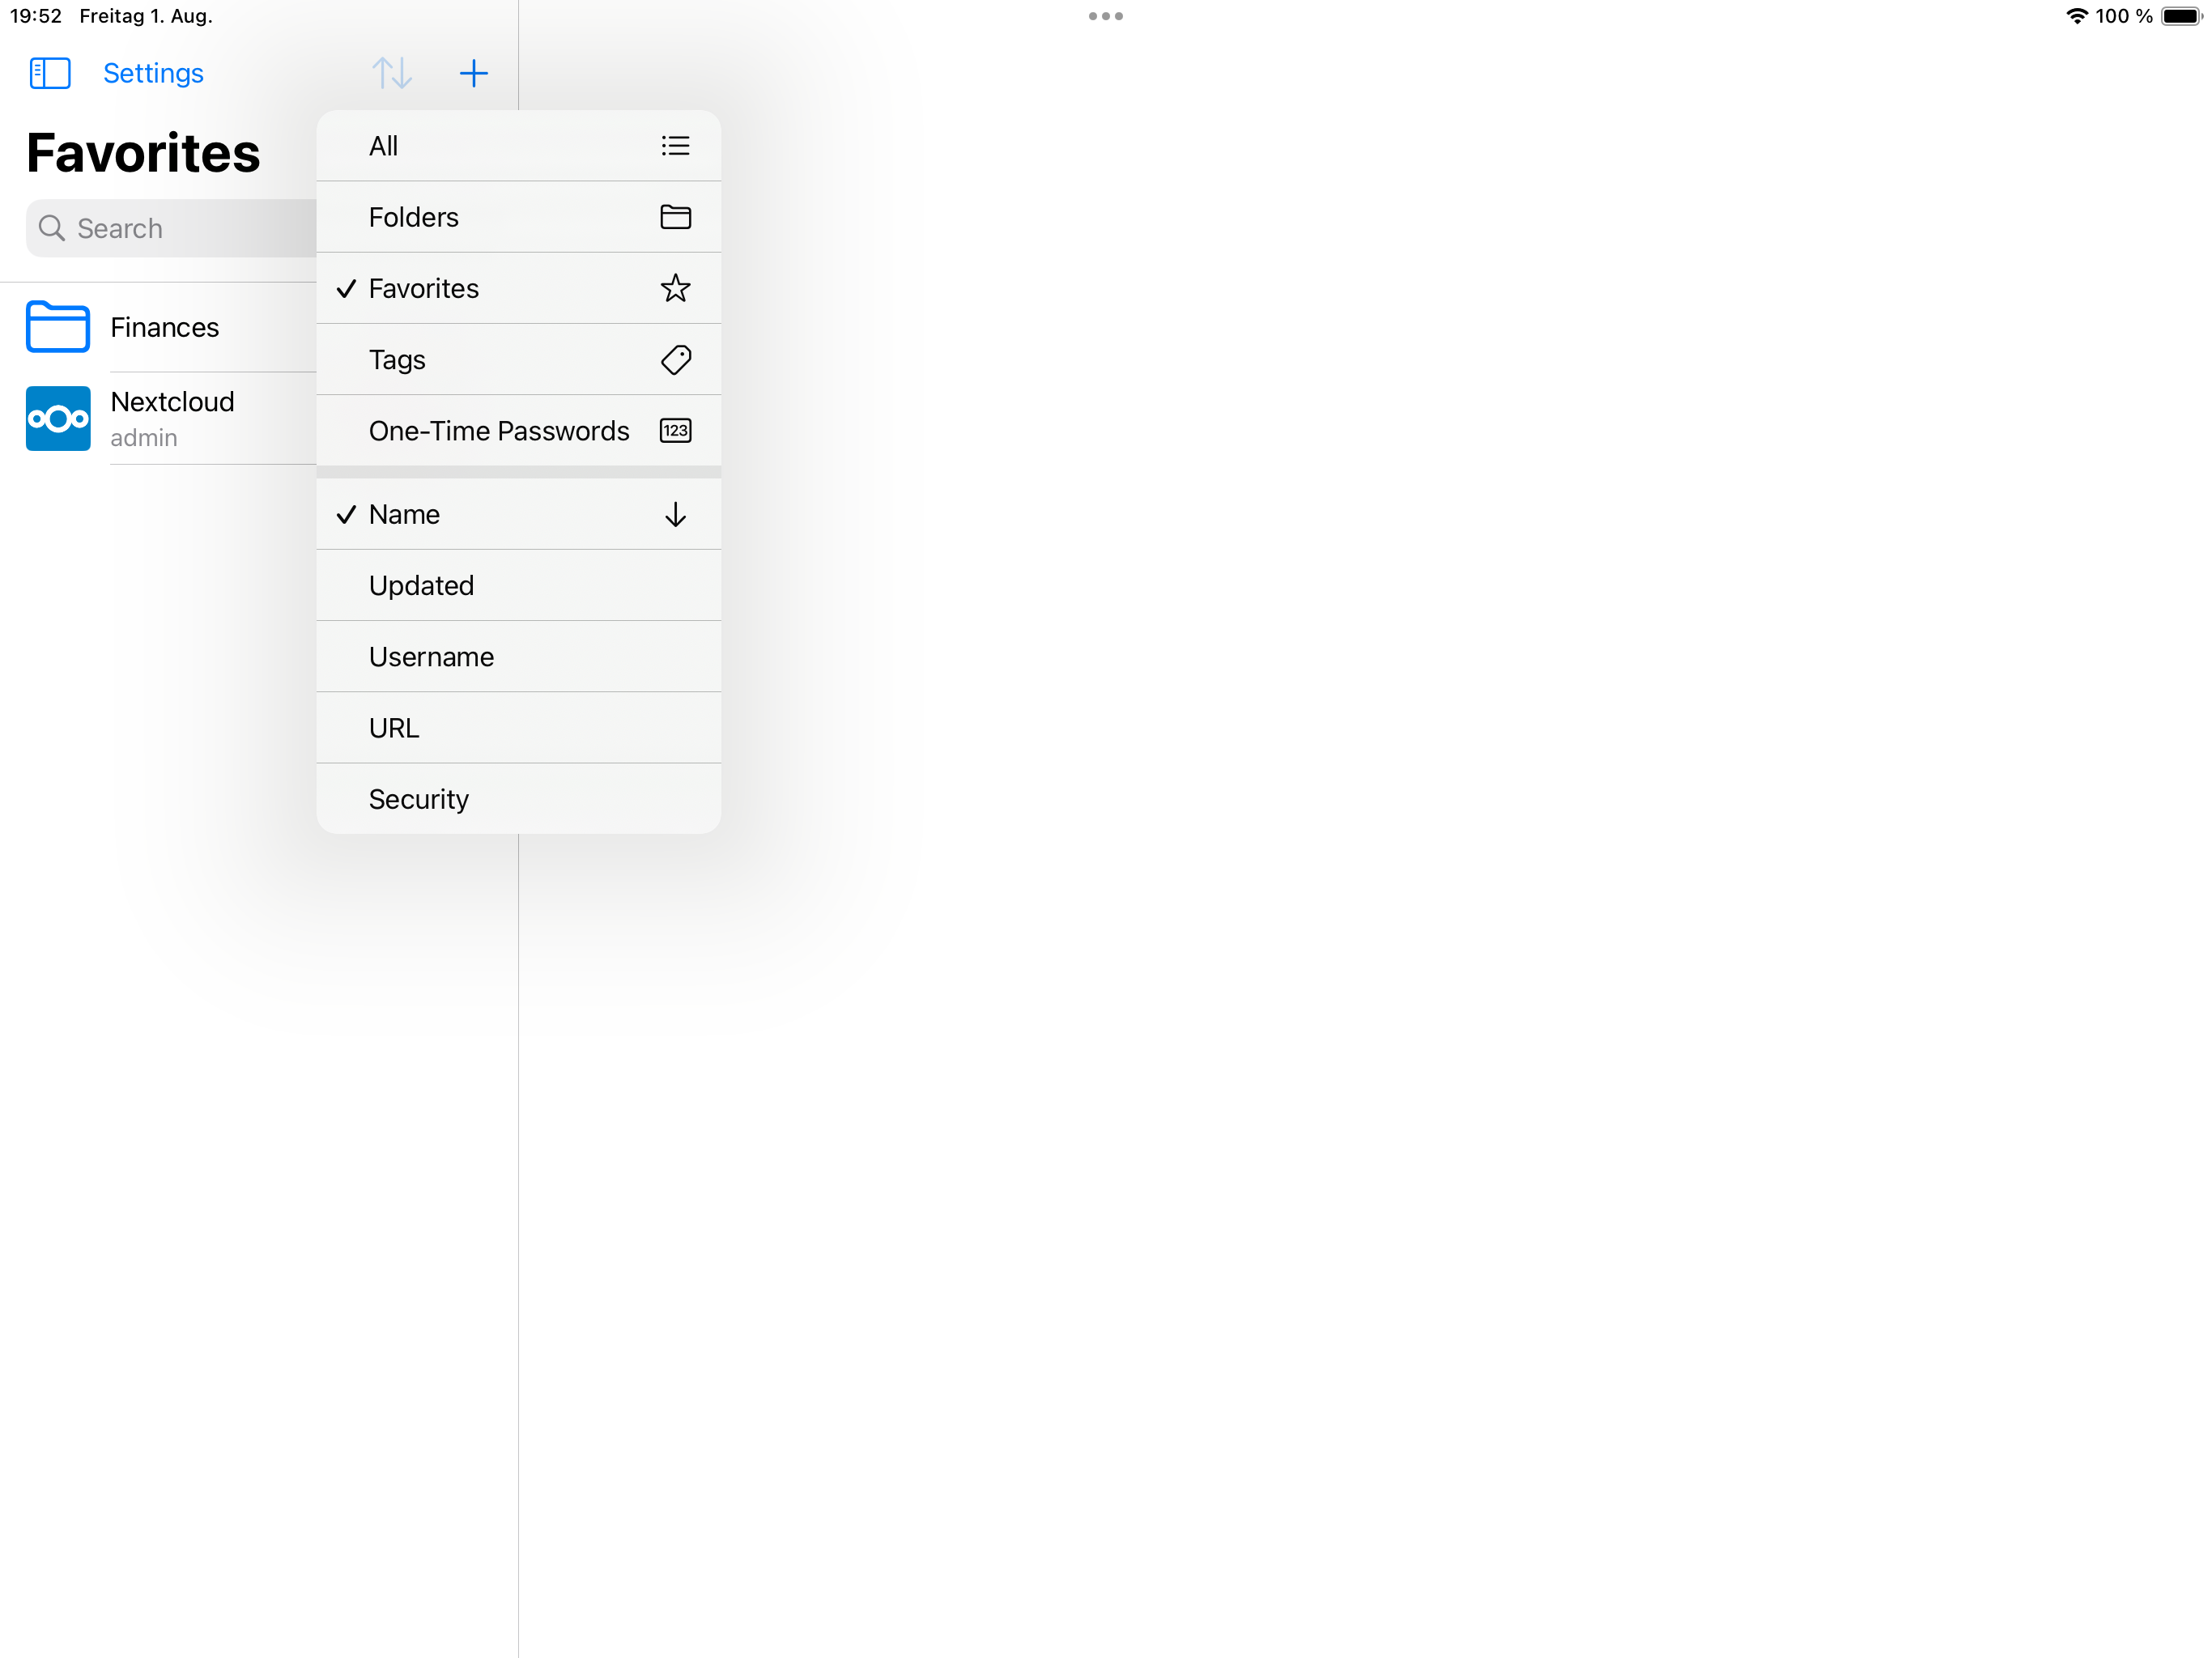 19:52 Freitag 1. Aug.
100 %
Settings
Favorites
Search
Finances
Nextcloud
admin
All
Folders
Favorites
Tags
One-Time Passwords
123
Name
Updated
Username
URL
Security